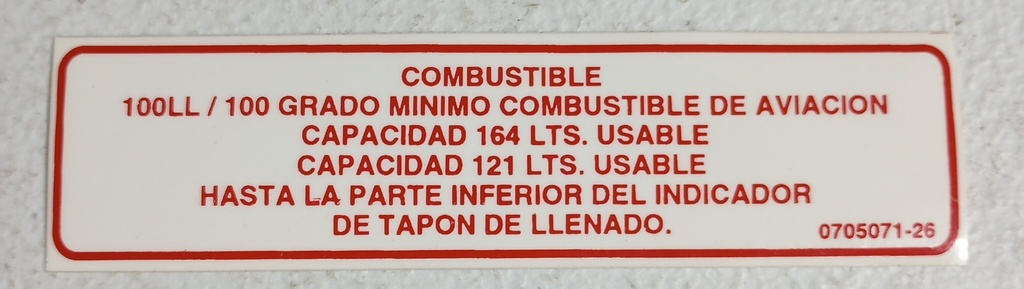 COMBUSTIBLE
100LL / 100 GRADO MINIMO COMBUSTIBLE DE AVIACION
CAPACIDAD 164 LTS. USABLE
CAPACIDAD 121 LTS. USABLE
HASTA LA PARTE INFERIOR DEL INDICADOR
DE TAPON DE LLENADO.
0705071-26